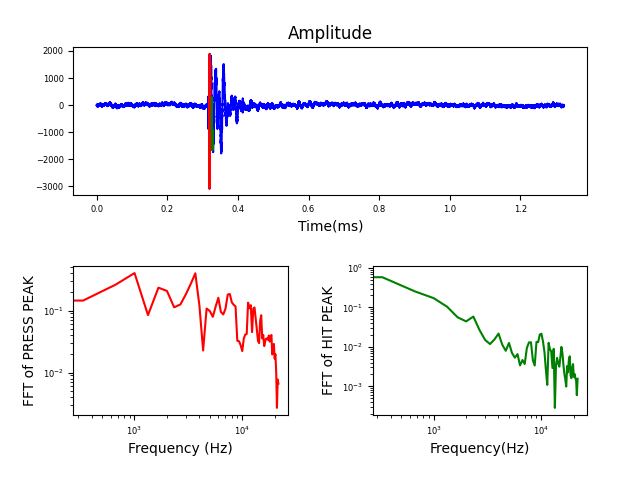 Amplitude
2000
1000
0
−1000
−2000
−3000
0.0 0.2 0.4 0.6 0.8 1.0 1.2
Time(ms)
FFT of PRESS PEAK
10⁻¹
10⁻²
10³ 10⁴
Frequency (Hz)
FFT of HIT PEAK
10⁰
10⁻¹
10⁻²
10⁻³
10³ 10⁴
Frequency(Hz)